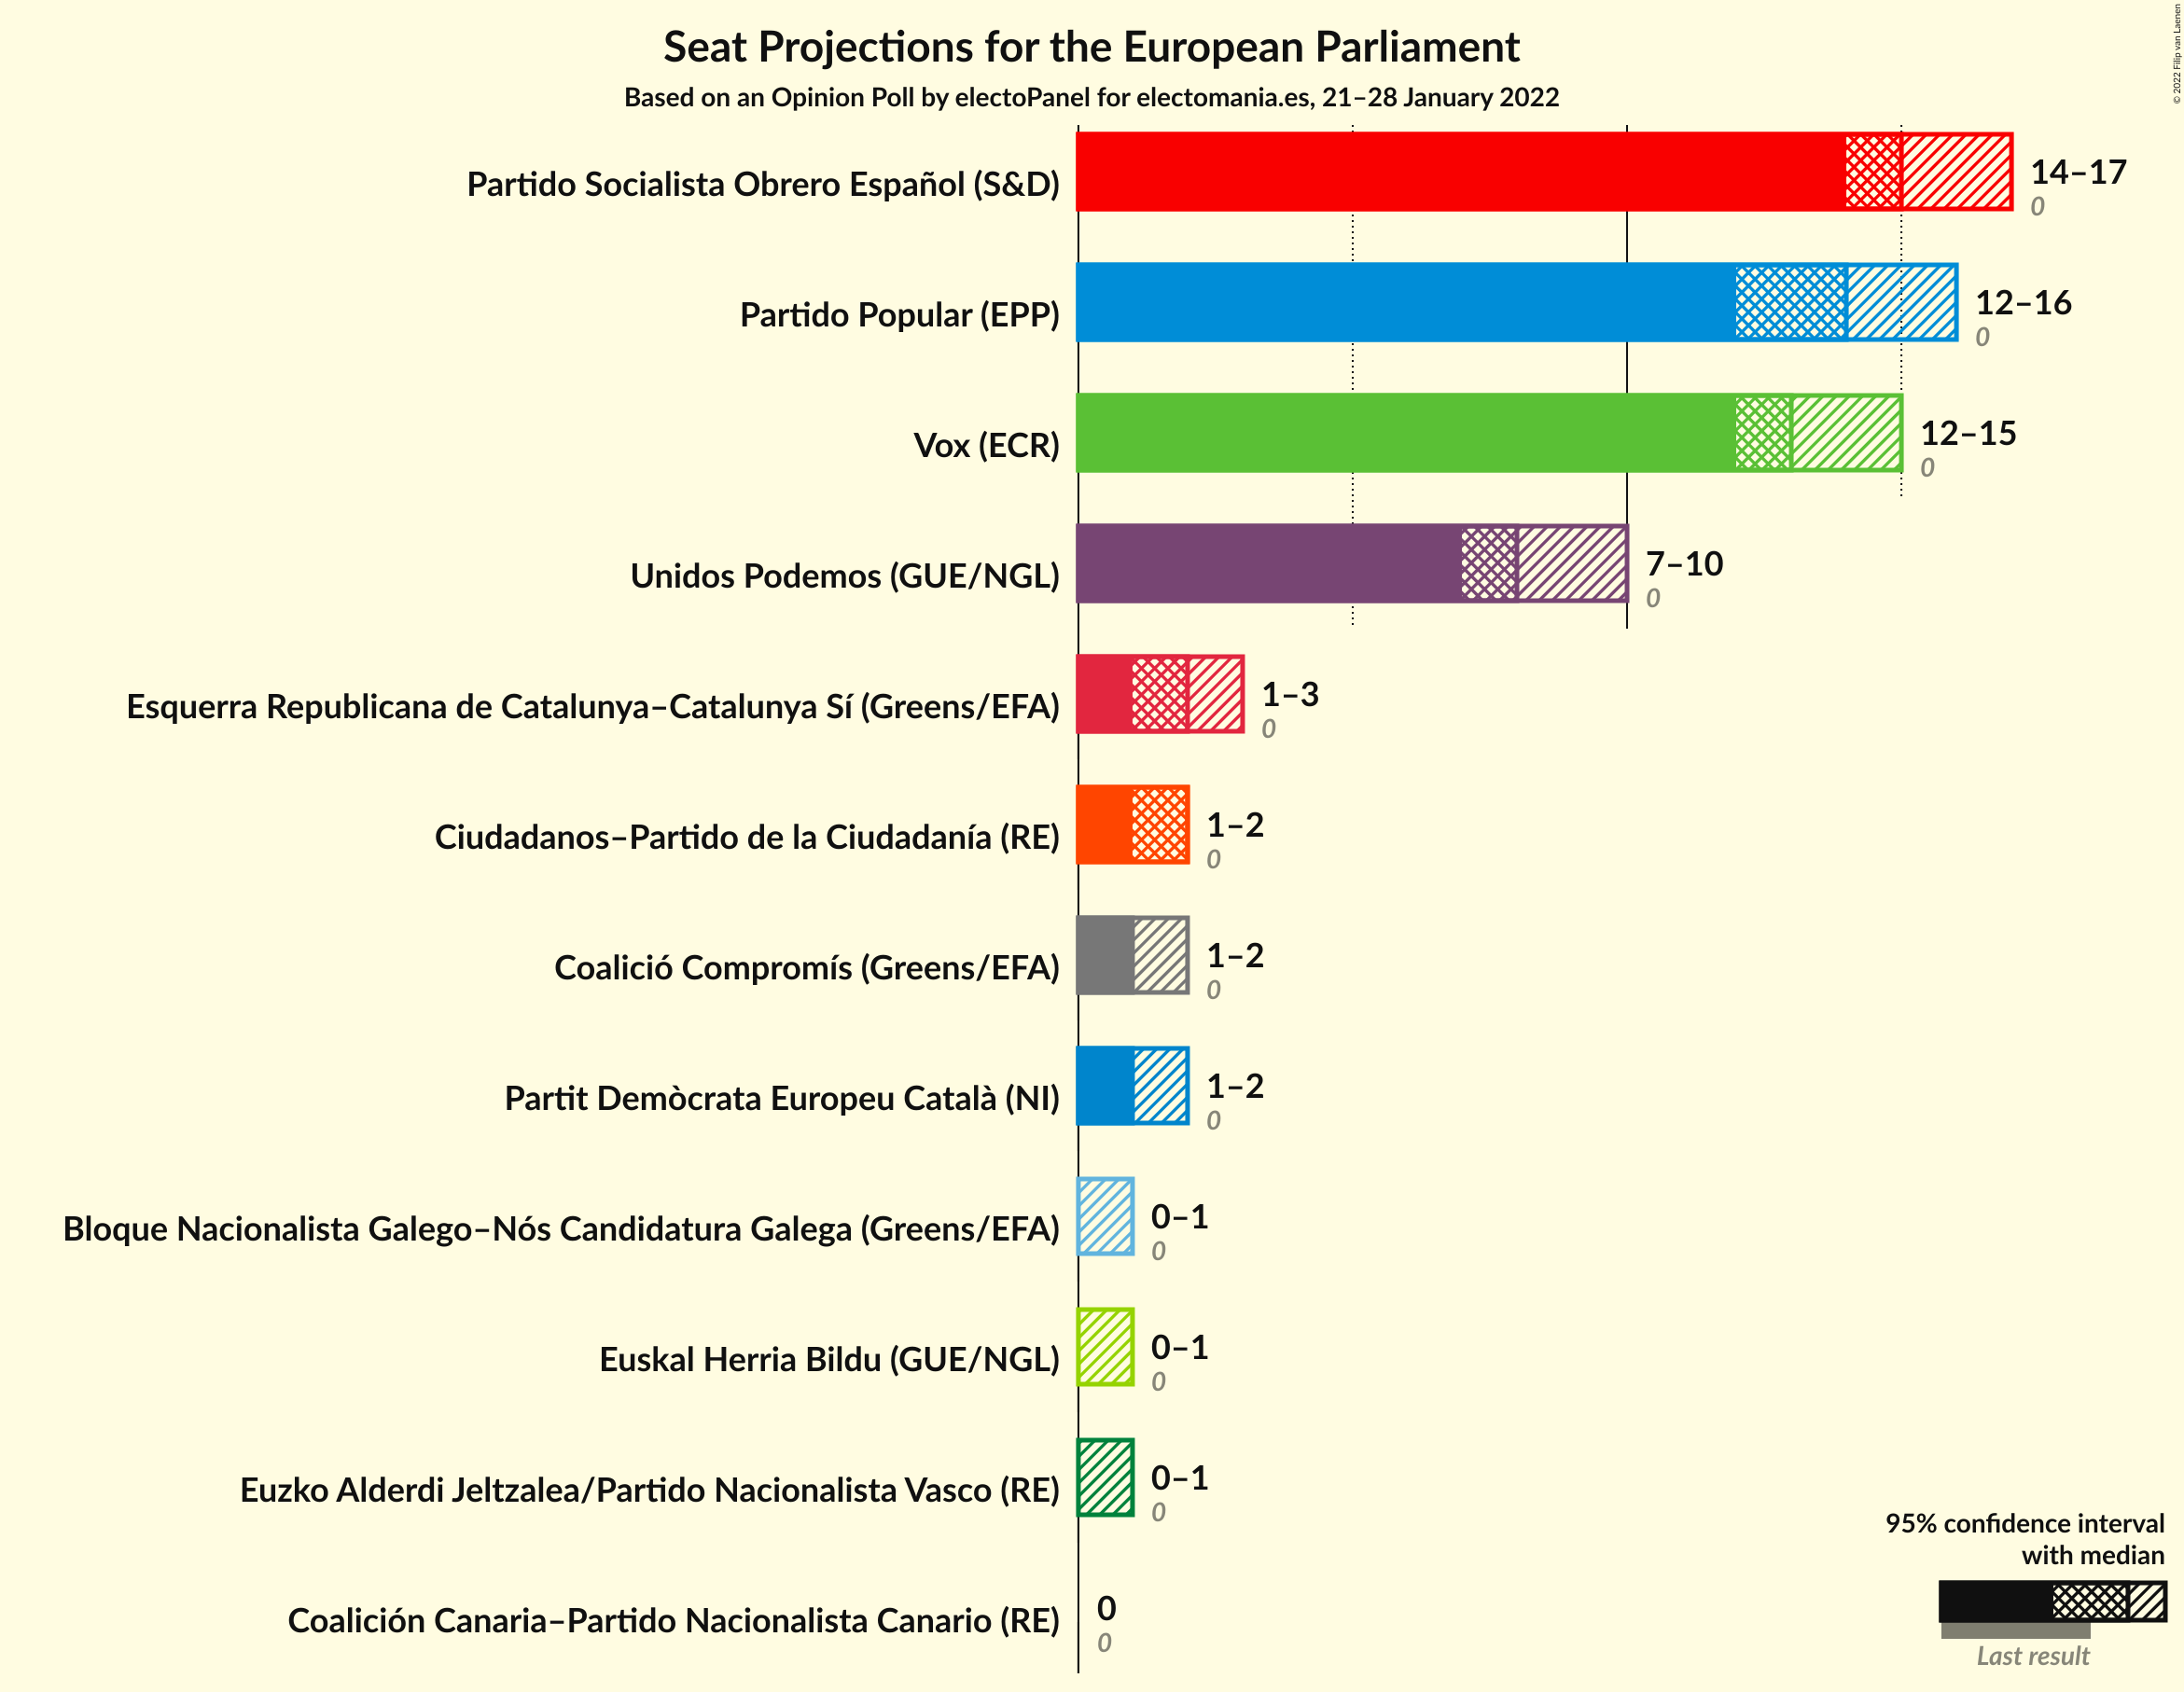 Seat Projections for the European Parliament
Based on an Opinion Poll by electoPanel for electomania.es, 21–28 January 2022
© 2022 Filip van Laenen
Partido Socialista Obrero Español (S&D)
14–17
0
Partido Popular (EPP)
12–16
0
Vox (ECR)
12–15
0
Unidos Podemos (GUE/NGL)
7–10
0
Esquerra Republicana de Catalunya–Catalunya Sí (Greens/EFA)
1–3
0
Ciudadanos–Partido de la Ciudadanía (RE)
1–2
0
Coalició Compromís (Greens/EFA)
1–2
0
Partit Demòcrata Europeu Català (NI)
1–2
0
Bloque Nacionalista Galego–Nós Candidatura Galega (Greens/EFA)
0–1
0
Euskal Herria Bildu (GUE/NGL)
0–1
0
Euzko Alderdi Jeltzalea/Partido Nacionalista Vasco (RE)
0–1
0
Coalición Canaria–Partido Nacionalista Canario (RE)
0
0
95% confidence interval
with median
Last result